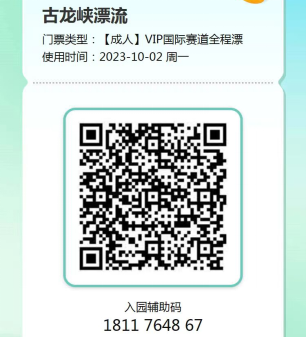 古龙峡漂流
门票类型：【成人】VIP国际赛道全程漂
使用时间：2023-10-02 周一
入园辅助码
1811 7648 67